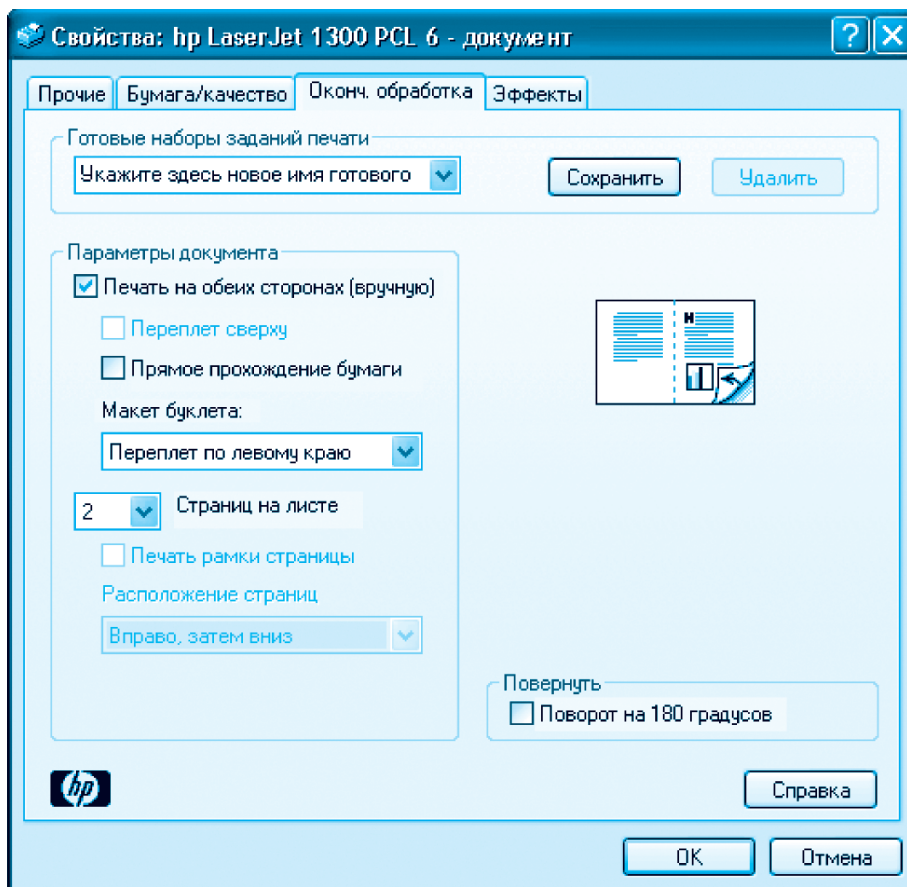 Свойства: hp LaserJet 1300 PCL 6 - документ
Прочие
Бумага/качество
Оконч. обработка
Эффекты
Готовые наборы заданий печати
Укажите здесь новое имя готового
Сохранить
Удалить
Параметры документа
Печать на обеих сторонах (вручную)
Переплет сверху
Прямое прохождение бумаги
Макет буклета:
Переплет по левому краю
2
Страниц на листе
Печать рамки страницы
Расположение страниц
Вправо, затем вниз
H
Повернуть
Поворот на 180 градусов
hp
Справка
OK
Отмена